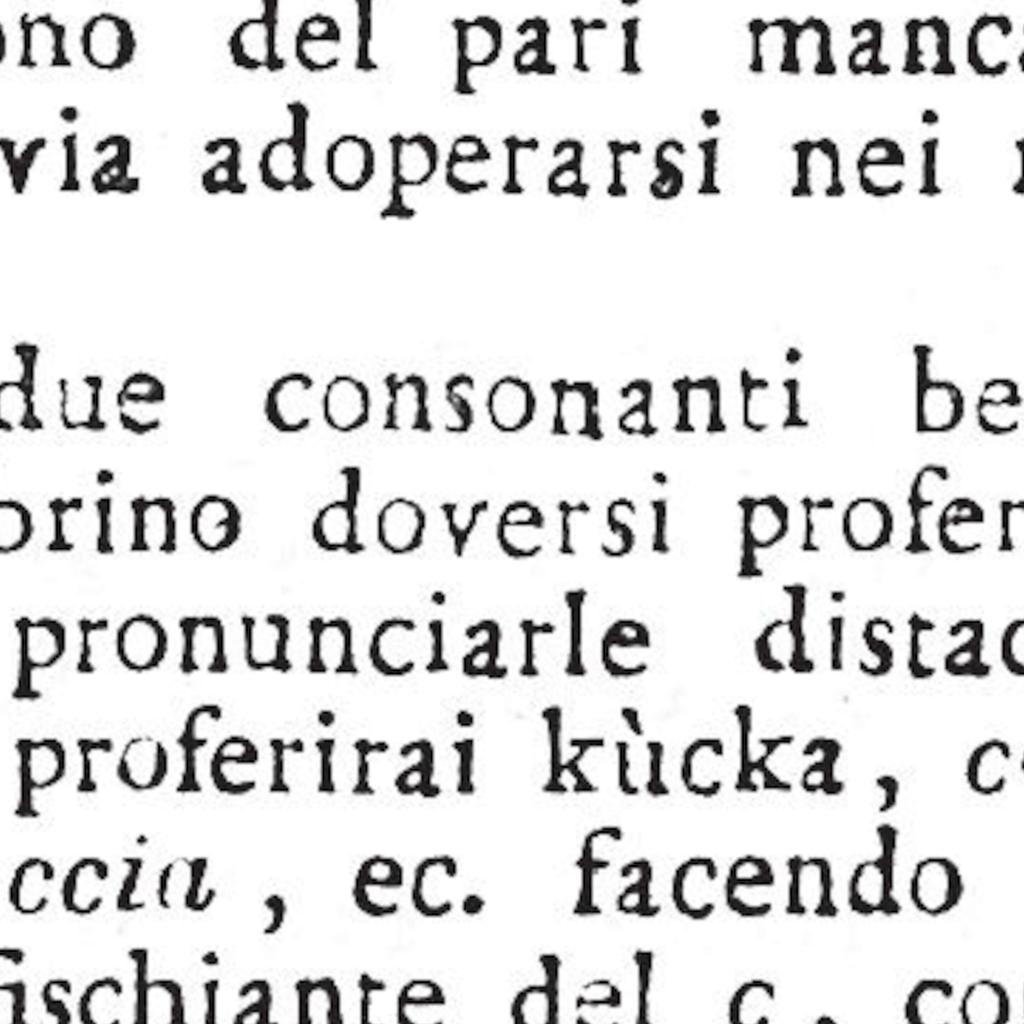 ono del pari manca
via adoperarsi nei
due consonanti be
orino doversi profer
pronunciarle distac
proferirai kùcka, c
ccia, ec. facendo
fischiante del c, co